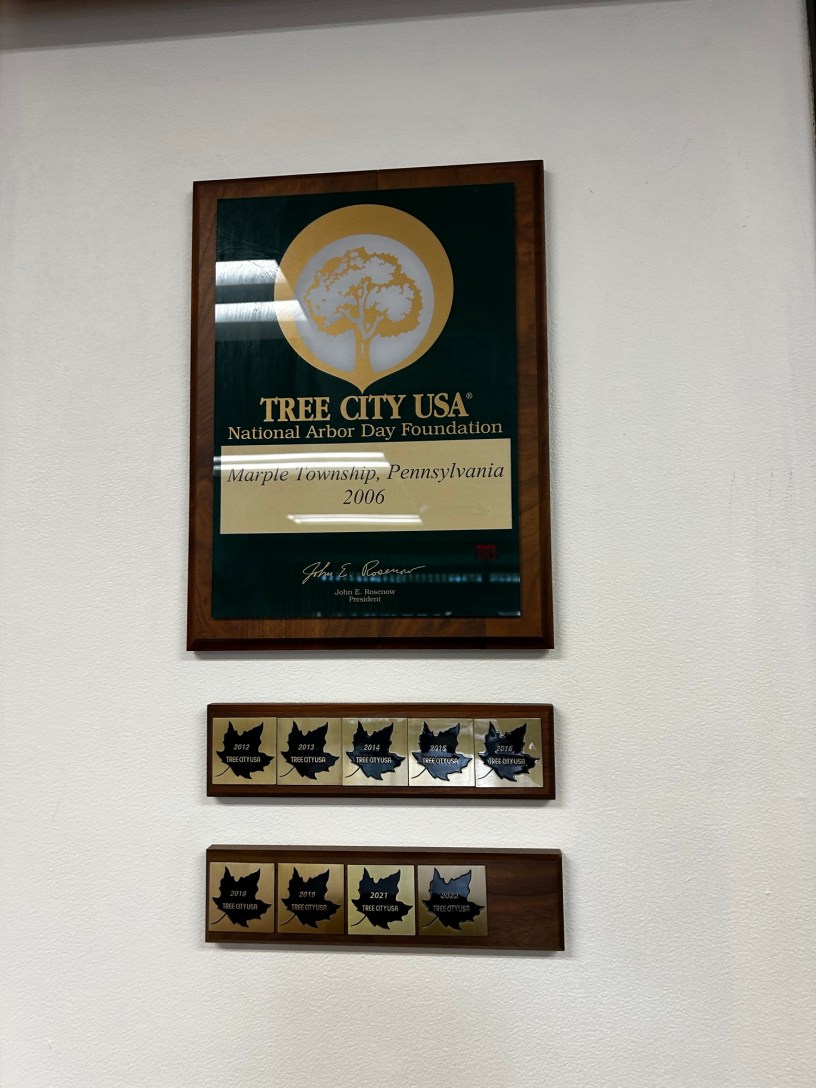 TREE CITY USA®
National Arbor Day Foundation
Marple Township, Pennsylvania
2006
John E. Rosenow
John E. Rosenow
President
2012
TREE CITY USA
2013
TREE CITY USA
2014
TREE CITY USA
2015
TREE CITY USA
2016
TREE CITY USA
2018
TREE CITY USA
2019
TREE CITY USA
2021
TREE CITY USA
2022
TREE CITY USA